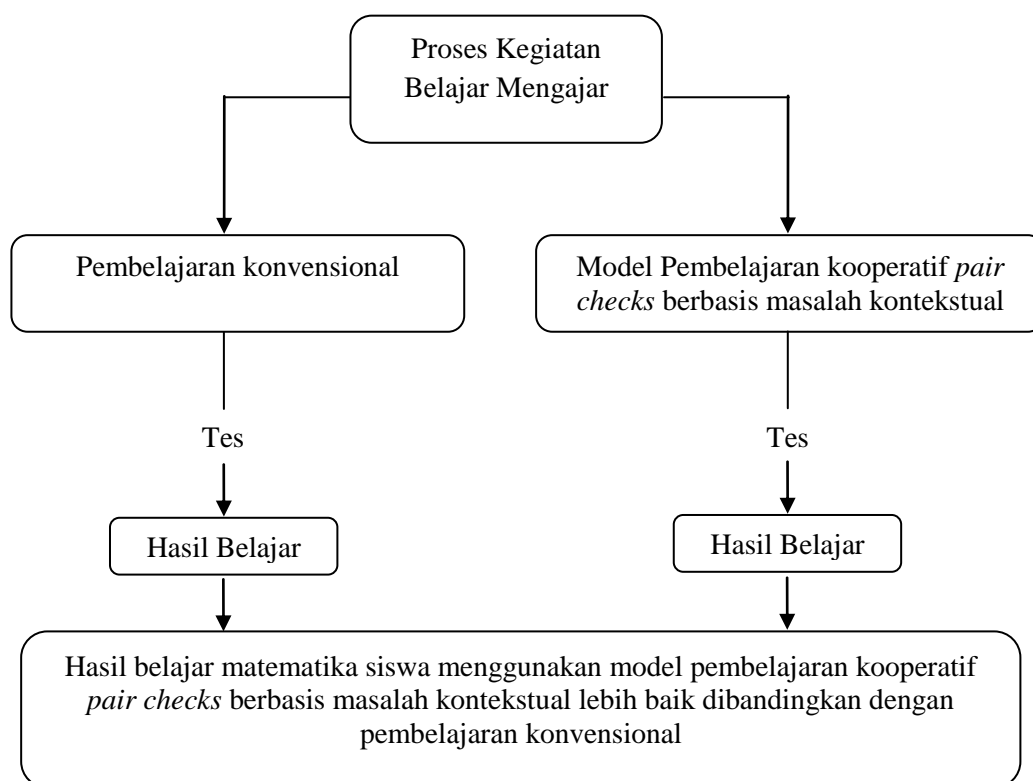 Proses Kegiatan
Belajar Mengajar
Pembelajaran konvensional
Model Pembelajaran kooperatif pair
checks berbasis masalah kontekstual
Tes
Tes
Hasil Belajar
Hasil Belajar
Hasil belajar matematika siswa menggunakan model pembelajaran kooperatif
pair checks berbasis masalah kontekstual lebih baik dibandingkan dengan
pembelajaran konvensional